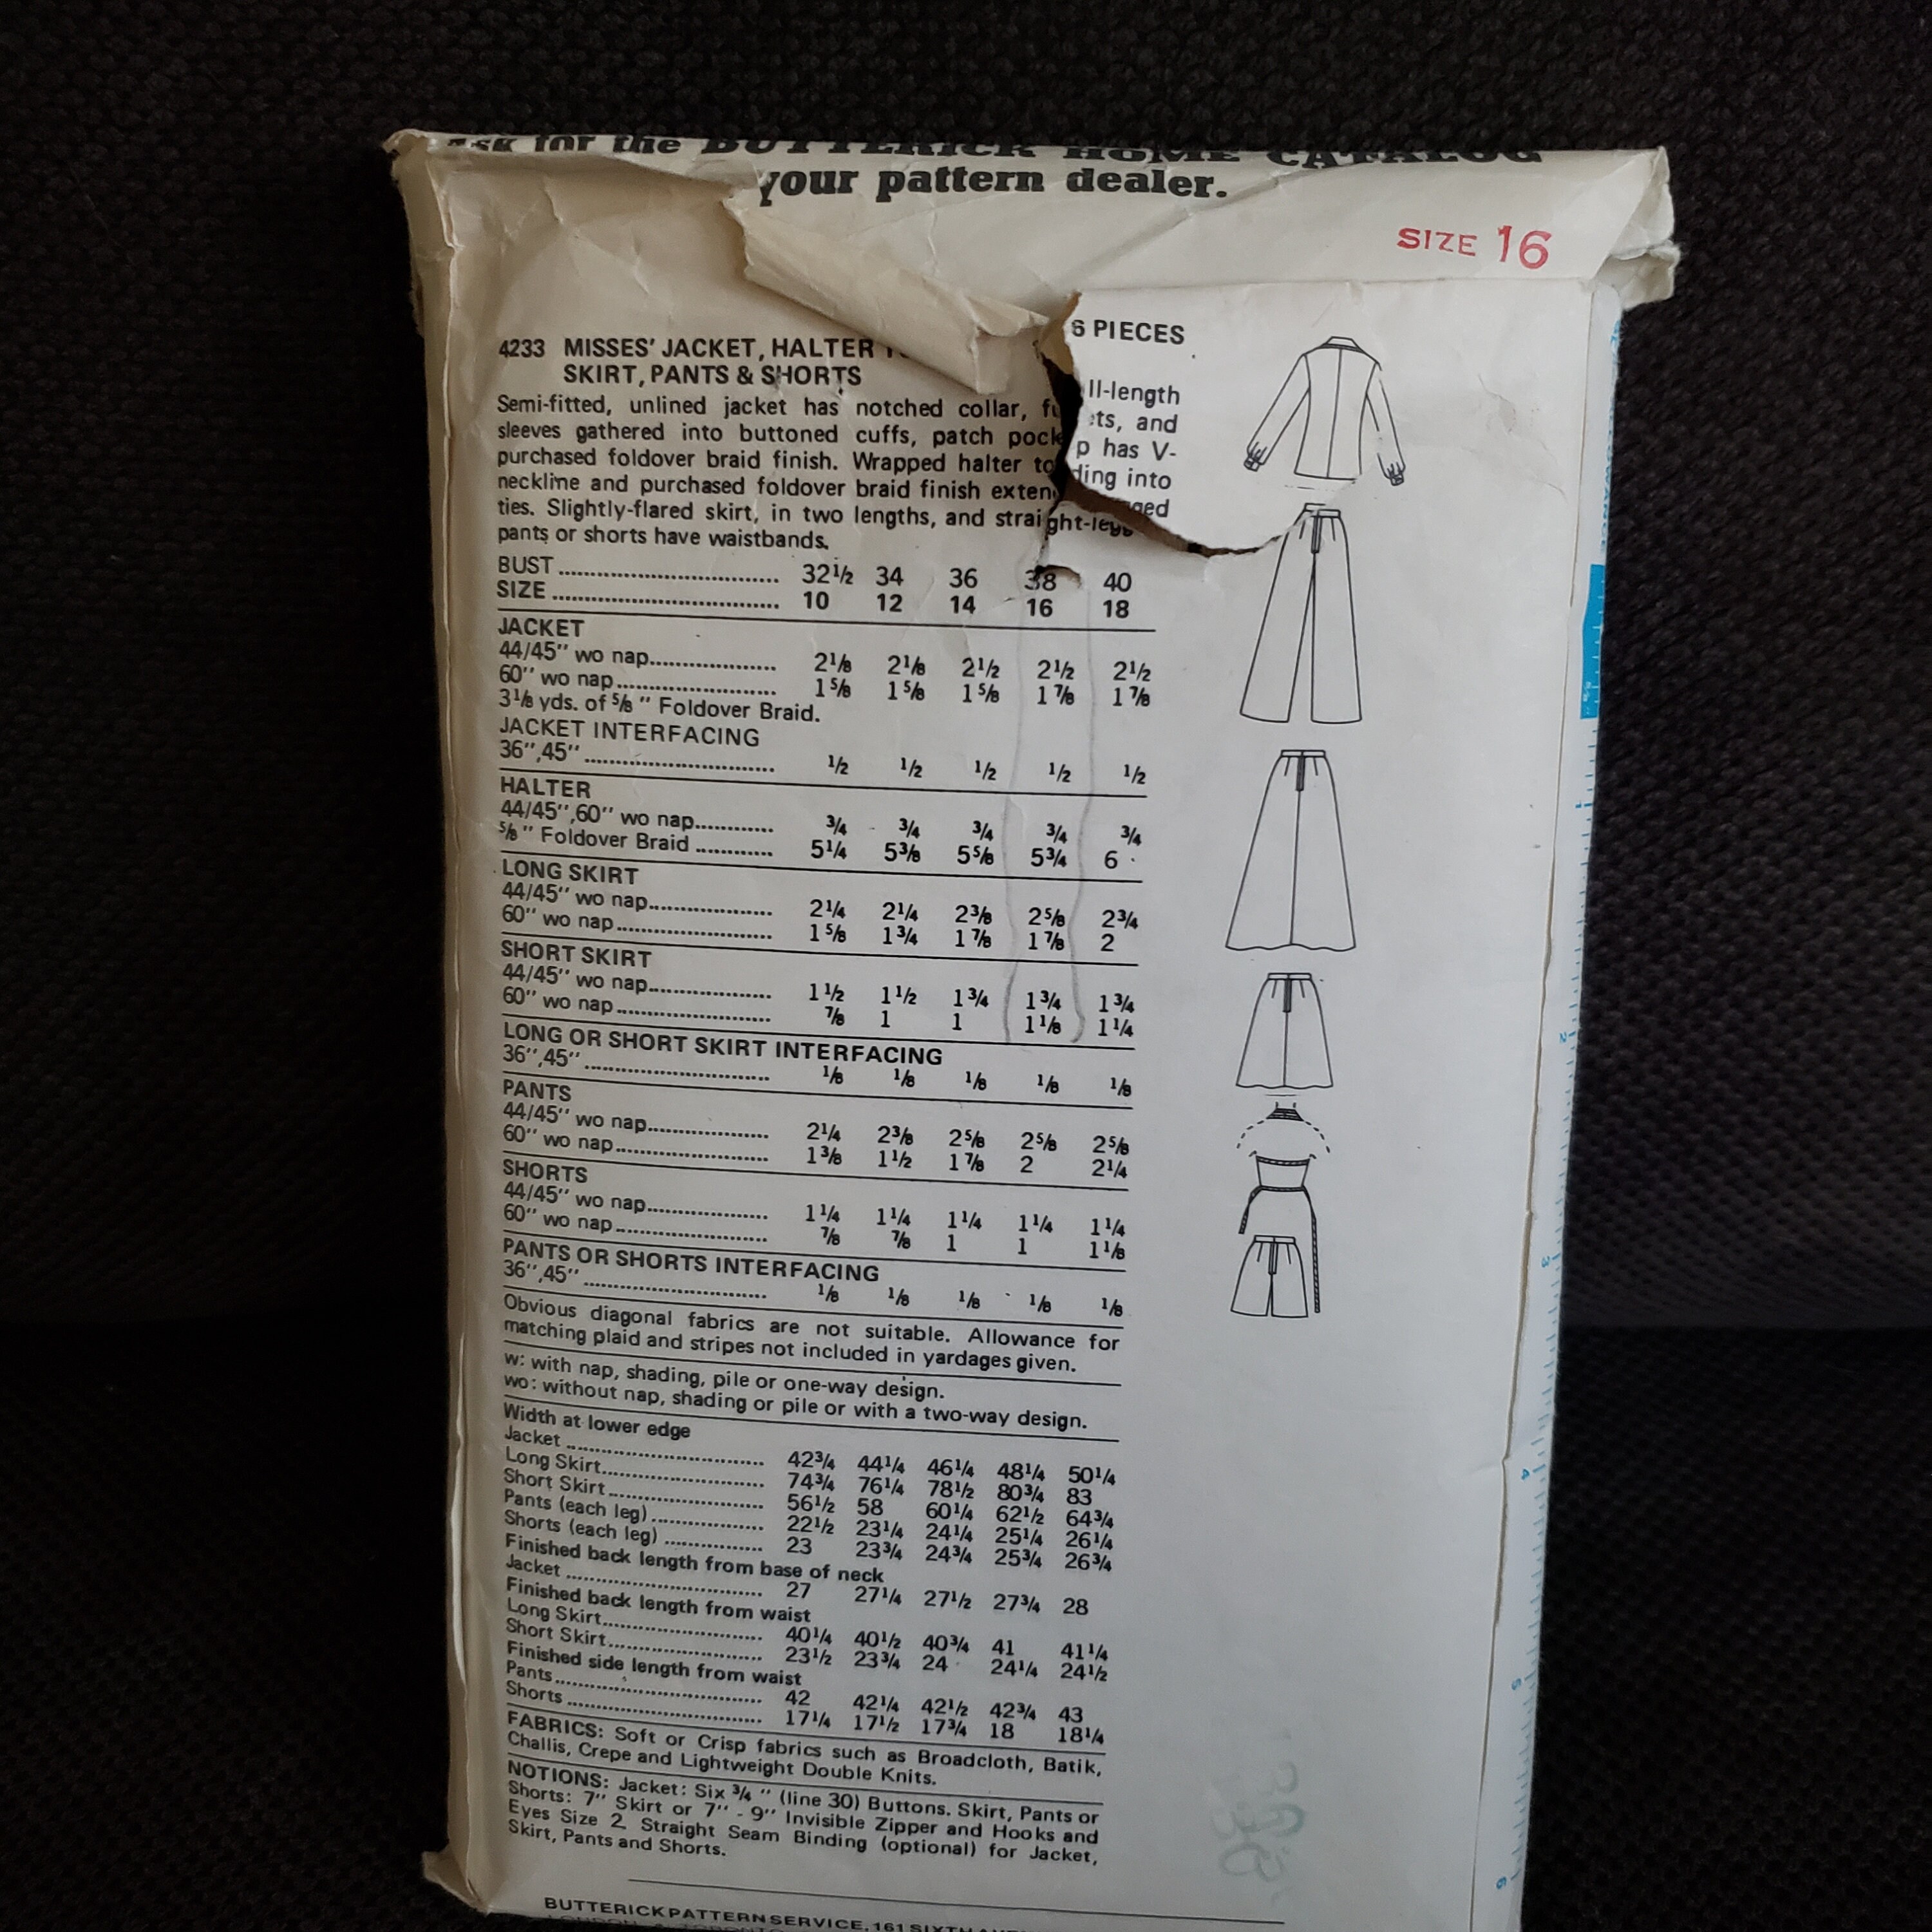 Ask for the BUTTERICK HOME CATALOG
your pattern dealer.
SIZE 16
4233 MISSES' JACKET, HALTER 6 PIECES
SKIRT, PANTS & SHORTS
Semi-fitted, unlined jacket has notched collar, fu ll-length
sleeves gathered into buttoned cuffs, patch pock ets, and
purchased foldover braid finish. Wrapped halter to p has V-
neckline and purchased foldover braid finish exten ding into
ties. Slightly-flared skirt, in two lengths, and straight-legged
pants or shorts have waistbands.
BUST 32½ 34 36 38 40
SIZE 10 12 14 16 18
JACKET
44/45" wo nap 2⅛ 2⅛ 2½ 2½ 2½
60" wo nap 1⅝ 1⅝ 1⅝ 1⅞ 1⅞
3⅛ yds. of ⅝" Foldover Braid.
JACKET INTERFACING
36",45" ½ ½ ½ ½ ½
HALTER
44/45",60" wo nap ¾ ¾ ¾ ¾ ¾
⅝" Foldover Braid 5¼ 5⅜ 5⅝ 5¾ 6
LONG SKIRT
44/45" wo nap 2¼ 2¼ 2⅜ 2⅝ 2¾
60" wo nap 1⅝ 1¾ 1⅞ 1⅞ 2
SHORT SKIRT
44/45" wo nap 1½ 1½ 1¾ 1¾ 1¾
60" wo nap ⅞ 1 1 1⅛ 1¼
LONG OR SHORT SKIRT INTERFACING
36",45" ⅛ ⅛ ⅛ ⅛ ⅛
PANTS
44/45" wo nap 2¼ 2⅜ 2⅝ 2⅝ 2⅝
60" wo nap 1⅜ 1½ 1⅞ 2 2¼
SHORTS
44/45" wo nap 1¼ 1¼ 1¼ 1¼ 1¼
60" wo nap ⅞ ⅞ 1 1 1⅛
PANTS OR SHORTS INTERFACING
36",45" ⅛ ⅛ ⅛ ⅛ ⅛
Obvious diagonal fabrics are not suitable. Allowance for
matching plaid and stripes not included in yardages given.
w: with nap, shading, pile or one-way design.
wo: without nap, shading or pile or with a two-way design.
Width at lower edge
Jacket 42¾ 44¼ 46¼ 48¼ 50¼
Long Skirt 74¾ 76¼ 78½ 80¾ 83
Short Skirt 56½ 58 60¼ 62½ 64¾
Pants (each leg) 22½ 23¼ 24¼ 25¼ 26¼
Shorts (each leg) 23 23¾ 24¾ 25¾ 26¾
Finished back length from base of neck
Jacket 27 27¼ 27½ 27¾ 28
Finished back length from waist
Long Skirt 40¼ 40½ 40¾ 41 41¼
Short Skirt 23½ 23¾ 24 24¼ 24½
Finished side length from waist
Pants 42 42¼ 42½ 42¾ 43
Shorts 17¼ 17½ 17¾ 18 18¼
FABRICS: Soft or Crisp fabrics such as Broadcloth, Batik,
Challis, Crepe and Lightweight Double Knits.
NOTIONS: Jacket: Six ¾" (line 30) Buttons. Skirt, Pants or
Shorts: 7" Skirt or 7" - 9" Invisible Zipper and Hooks and
Eyes Size 2. Straight Seam Binding (optional) for Jacket,
Skirt, Pants and Shorts.
BUTTERICK PATTERN SERVICE, 161 SIXTH
2
3
4
5
6